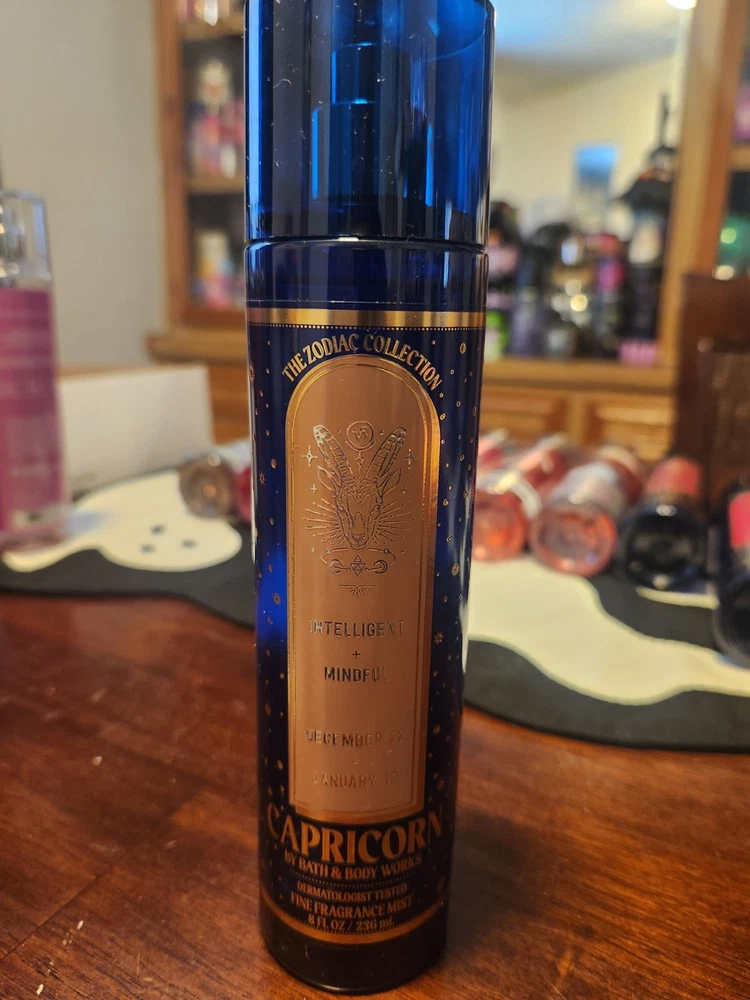 THE ZODIAC COLLECTION
INTELLIGENT
+
MINDFUL
DECEMBER 22
-
JANUARY 19
CAPRICORN
BY BATH & BODY WORKS
DERMATOLOGIST TESTED
FINE FRAGRANCE MIST
8 FL OZ / 236 mL